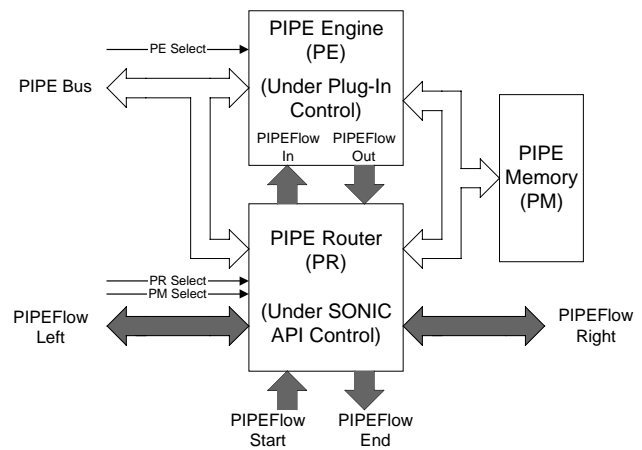 PIPE Engine
(PE)
PE Select
PIPE Bus
(Under Plug-In
Control)
PIPEFlow
In
PIPEFlow
Out
PIPE
Memory
(PM)
PIPE Router
(PR)
PR Select
PM Select
(Under SONIC
API Control)
PIPEFlow
Left
PIPEFlow
Right
PIPEFlow
Start
PIPEFlow
End